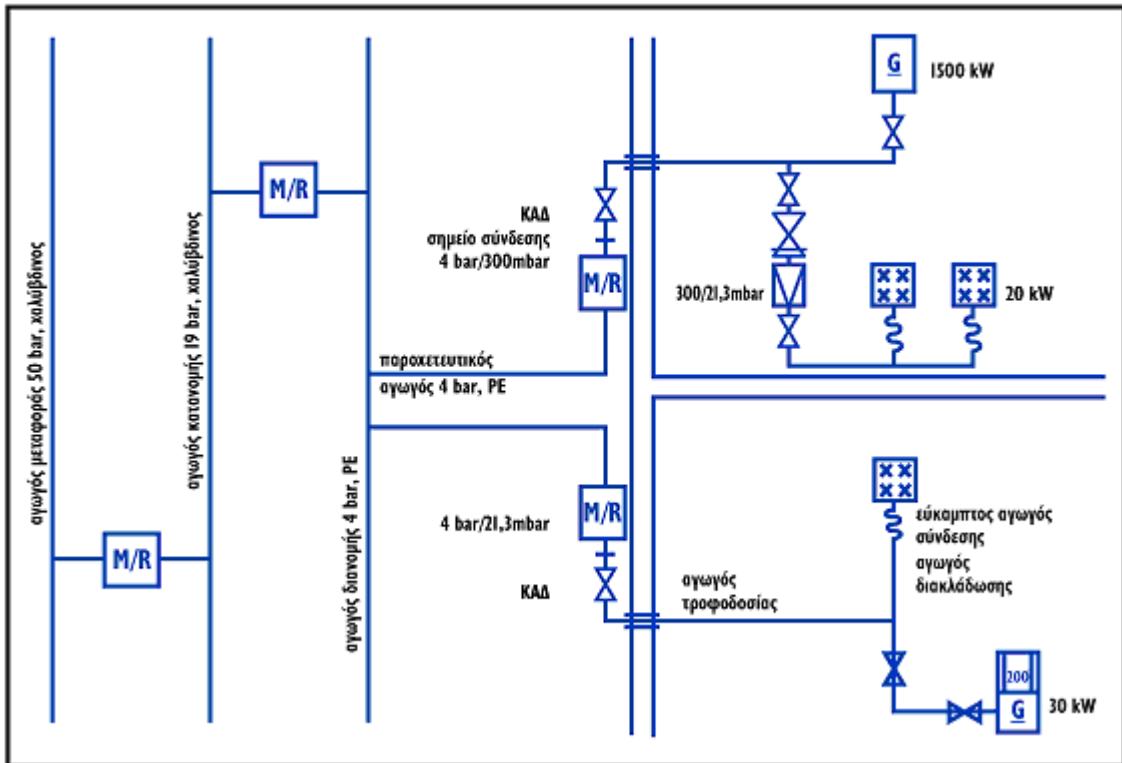 αγωγός μεταφοράς 50 bar, χαλύβδινος
M/R
αγωγός κατανομής 19 bar, χαλύβδινος
M/R
αγωγός διανομής 4 bar, PE
ΚΑΔ
σημείο σύνδεσης
4 bar/300mbar
M/R
παροχετευτικός
αγωγός 4 bar, PE
4 bar/21,3mbar
M/R
ΚΑΔ
G
1500 kW
300/21,3mbar
20 kW
εύκαμπτος αγωγός
σύνδεσης
αγωγός
διακλάδωσης
αγωγός
τροφοδοσίας
200
G
30 kW